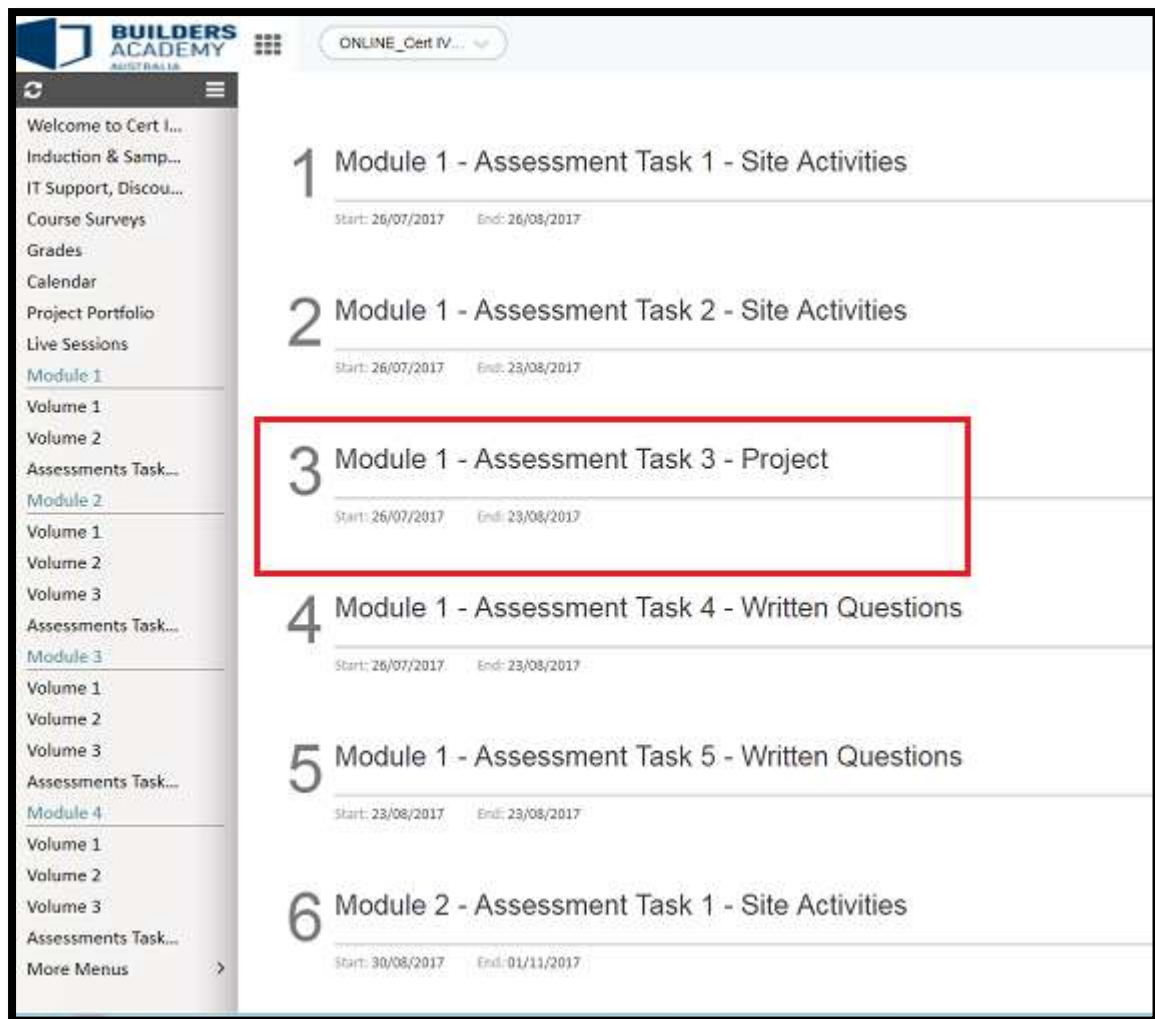 BUILDERS
ACADEMY
AUSTRALIA
ONLINE_Cert IV...
Welcome to Cert I...
Induction & Samp...
IT Support, Discou...
Course Surveys
Grades
Calendar
Project Portfolio
Live Sessions
Module 1
Volume 1
Volume 2
Assessments Task...
Module 2
Volume 1
Volume 2
Volume 3
Assessments Task...
Module 3
Volume 1
Volume 2
Volume 3
Assessments Task...
Module 4
Volume 1
Volume 2
Volume 3
Assessments Task...
More Menus >
1 Module 1 - Assessment Task 1 - Site Activities
Start: 26/07/2017 End: 26/08/2017
2 Module 1 - Assessment Task 2 - Site Activities
Start: 26/07/2017 End: 23/08/2017
3 Module 1 - Assessment Task 3 - Project
Start: 26/07/2017 End: 23/08/2017
4 Module 1 - Assessment Task 4 - Written Questions
Start: 26/07/2017 End: 23/08/2017
5 Module 1 - Assessment Task 5 - Written Questions
Start: 23/08/2017 End: 23/08/2017
6 Module 2 - Assessment Task 1 - Site Activities
Start: 30/08/2017 End: 01/11/2017